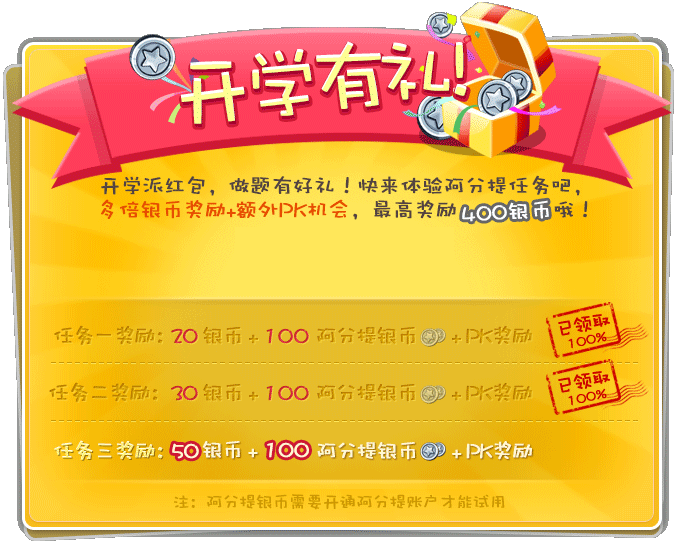 开学有礼!
开学派红包，做题有好礼！快来体验阿分提任务吧，
多倍银币奖励+额外PK机会，最高奖励400银币哦！
任务一奖励: 20银币 + 100 阿分提银币 + PK奖励
已领取
100%
任务二奖励: 30银币 + 100 阿分提银币 + PK奖励
已领取
100%
任务三奖励: 50银币 + 100 阿分提银币 + PK奖励
注：阿分提银币需要开通阿分提账户才能试用